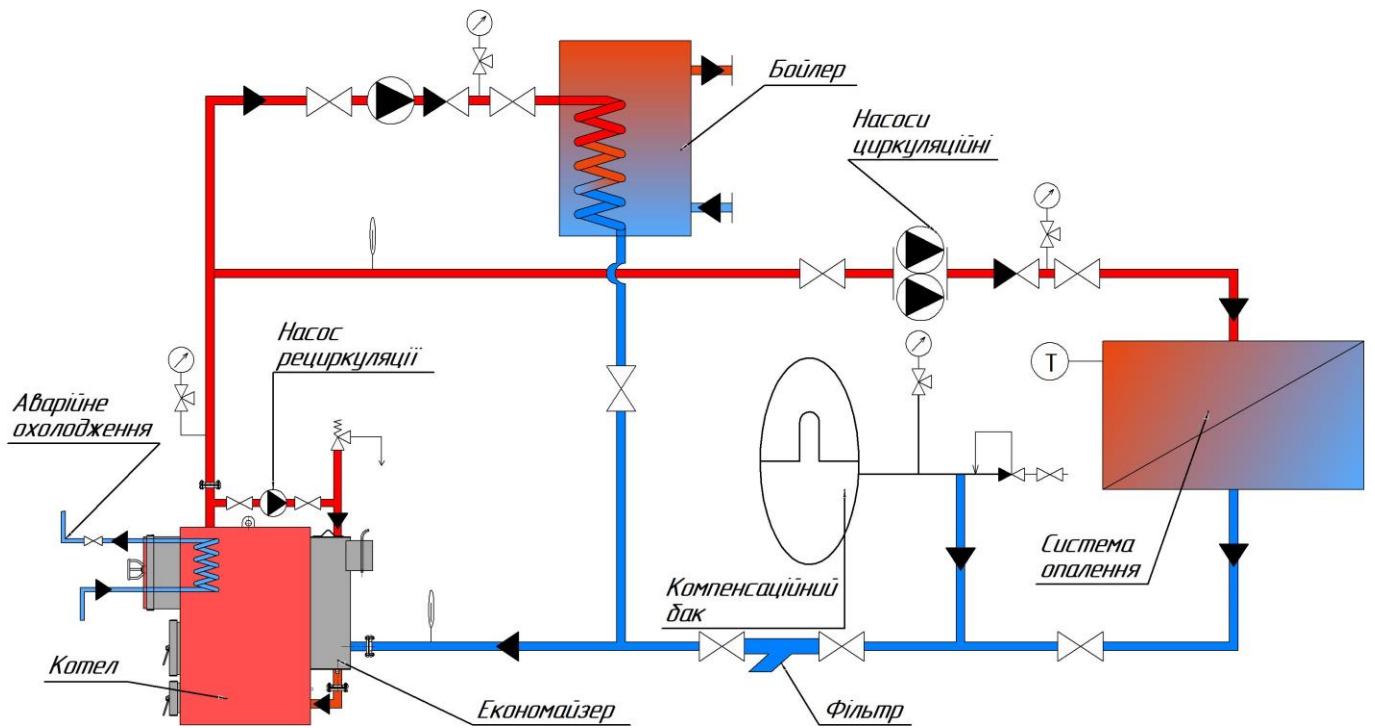 Бойлер
Насоси
циркуляційні
Насос
рециркуляції
Аварійне
охолодження
T
Компенсаційний
бак
Система
опалення
Котел
Економайзер
Фільтр